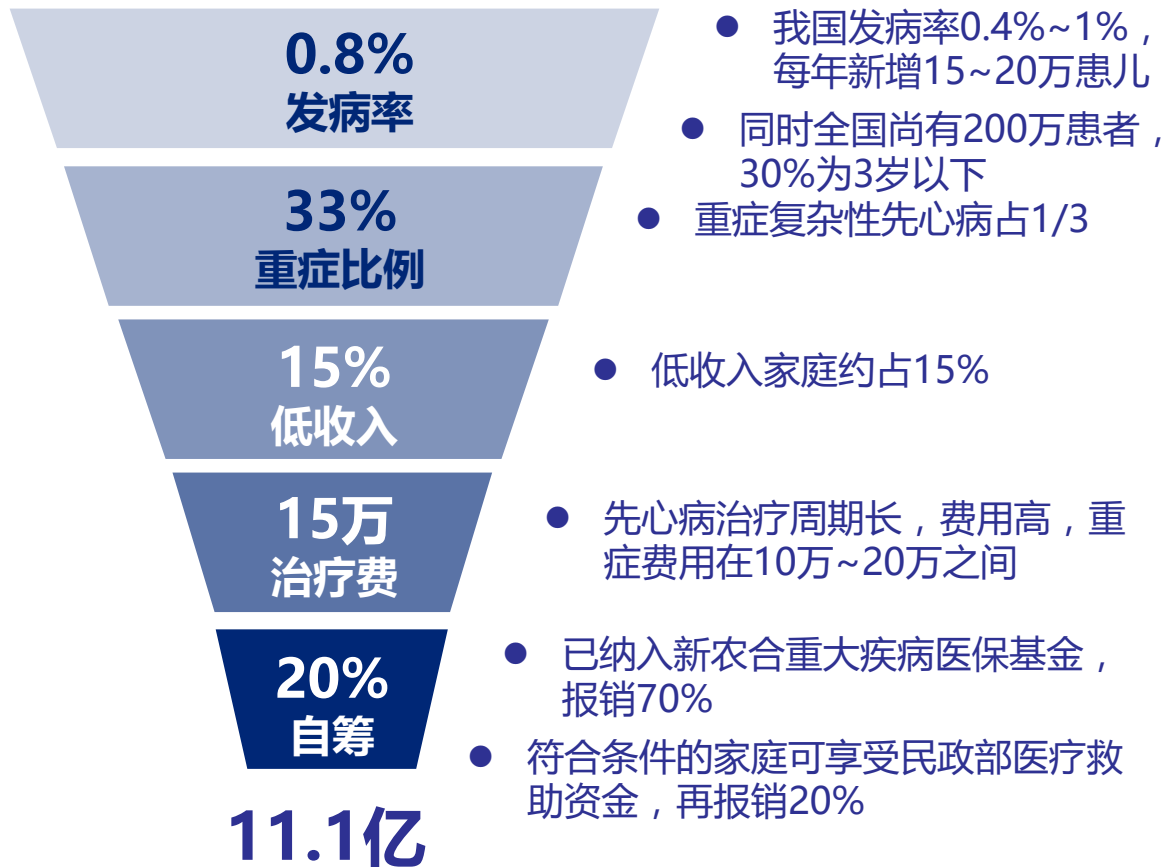 0.8%
发病率
● 我国发病率0.4%~1%，
每年新增15~20万患儿
● 同时全国尚有200万患者，
30%为3岁以下
33%
重症比例
● 重症复杂性先心病占1/3
15%
低收入
● 低收入家庭约占15%
15万
治疗费
● 先心病治疗周期长，费用高，重
症费用在10万~20万之间
20%
自筹
● 已纳入新农合重大疾病医保基金，
报销70%
● 符合条件的家庭可享受民政部医疗救
助资金，再报销20%
11.1亿